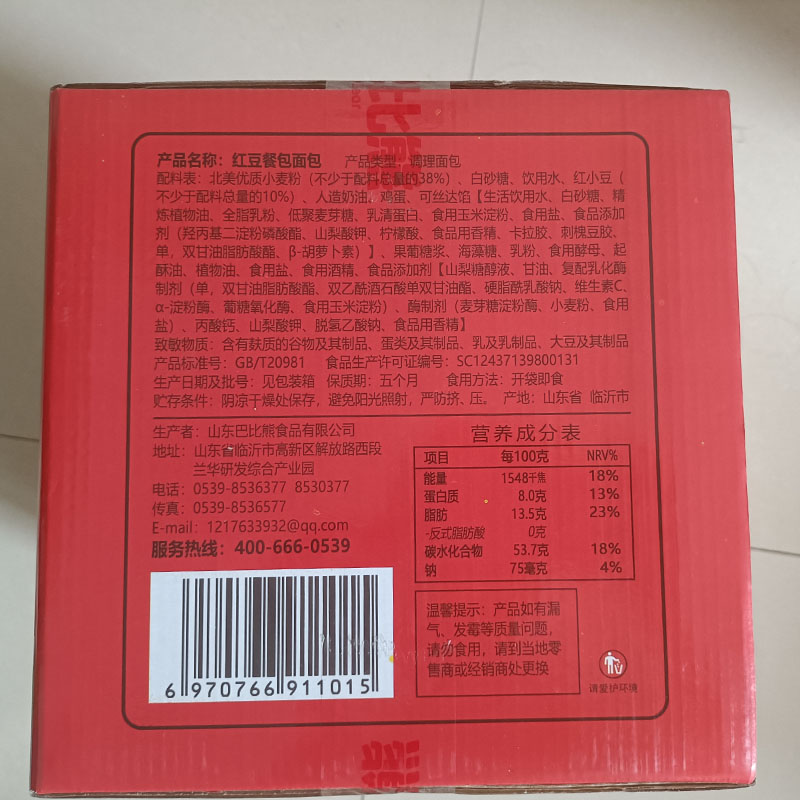 产品名称：红豆餐包面包 产品类型：调理面包
配料表：北美优质小麦粉（不少于配料总量的38%）、白砂糖、饮用水、红小豆（
不少于配料总量的10%）、人造奶油、鸡蛋、可丝达馅【生活饮用水、白砂糖、精
炼植物油、全脂乳粉、低聚麦芽糖、乳清蛋白、食用玉米淀粉、食用盐、食品添加
剂（羟丙基二淀粉磷酸酯、山梨酸钾、柠檬酸、食品用香精、卡拉胶、刺槐豆胶、
单，双甘油脂肪酸酯、β-胡萝卜素）】、果葡糖浆、海藻糖、乳粉、食用酵母、起
酥油、植物油、食用盐、食用酒精、食品添加剂【山梨糖醇液、甘油、复配乳化酶
制剂（单，双甘油脂肪酸酯、双乙酰酒石酸单双甘油酯、硬脂酰乳酸钠、维生素C、
α-淀粉酶、葡糖氧化酶、食用玉米淀粉）、酶制剂（麦芽糖淀粉酶、小麦粉、食用
盐）、丙酸钙、山梨酸钾、脱氢乙酸钠、食品用香精】
致敏物质：含有麸质的谷物及其制品、蛋类及其制品、乳及乳制品、大豆及其制品
产品标准号：GB/T20981 食品生产许可证编号：SC12437139800131
生产日期及批号：见包装箱 保质期：五个月 食用方法：开袋即食
贮存条件：阴凉干燥处保存，避免阳光照射，严防挤、压。 产地：山东省 临沂市
生产者：山东巴比熊食品有限公司
地址：山东省临沂市高新区解放路西段
兰华研发综合产业园
电话：0539-8536377 8530377
传真：0539-8536577
E-mail：1217633932@qq.com
服务热线：400-666-0539
6 970766 911015
营养成分表
项目 每100克 NRV%
能量 1548千焦 18%
蛋白质 8.0克 13%
脂肪 13.5克 23%
-反式脂肪酸 0克
碳水化合物 53.7克 18%
钠 75毫克 4%
温馨提示：产品如有漏
气、发霉等质量问题，
请勿食用，请到当地零
售商或经销商处更换
请爱护环境
比熊
熊